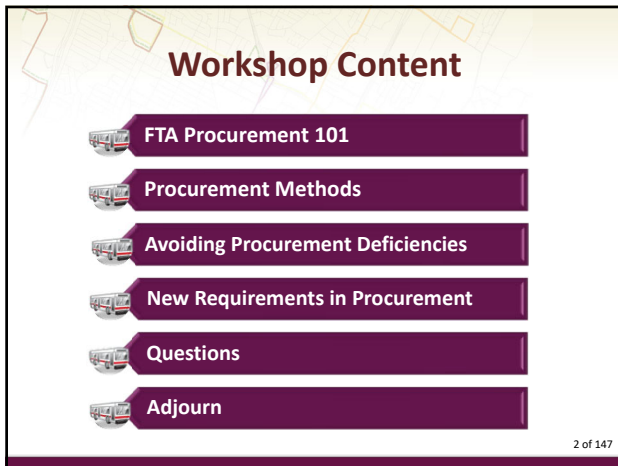 Workshop Content
FTA Procurement 101
Procurement Methods
Avoiding Procurement Deficiencies
New Requirements in Procurement
Questions
Adjourn
2 of 147